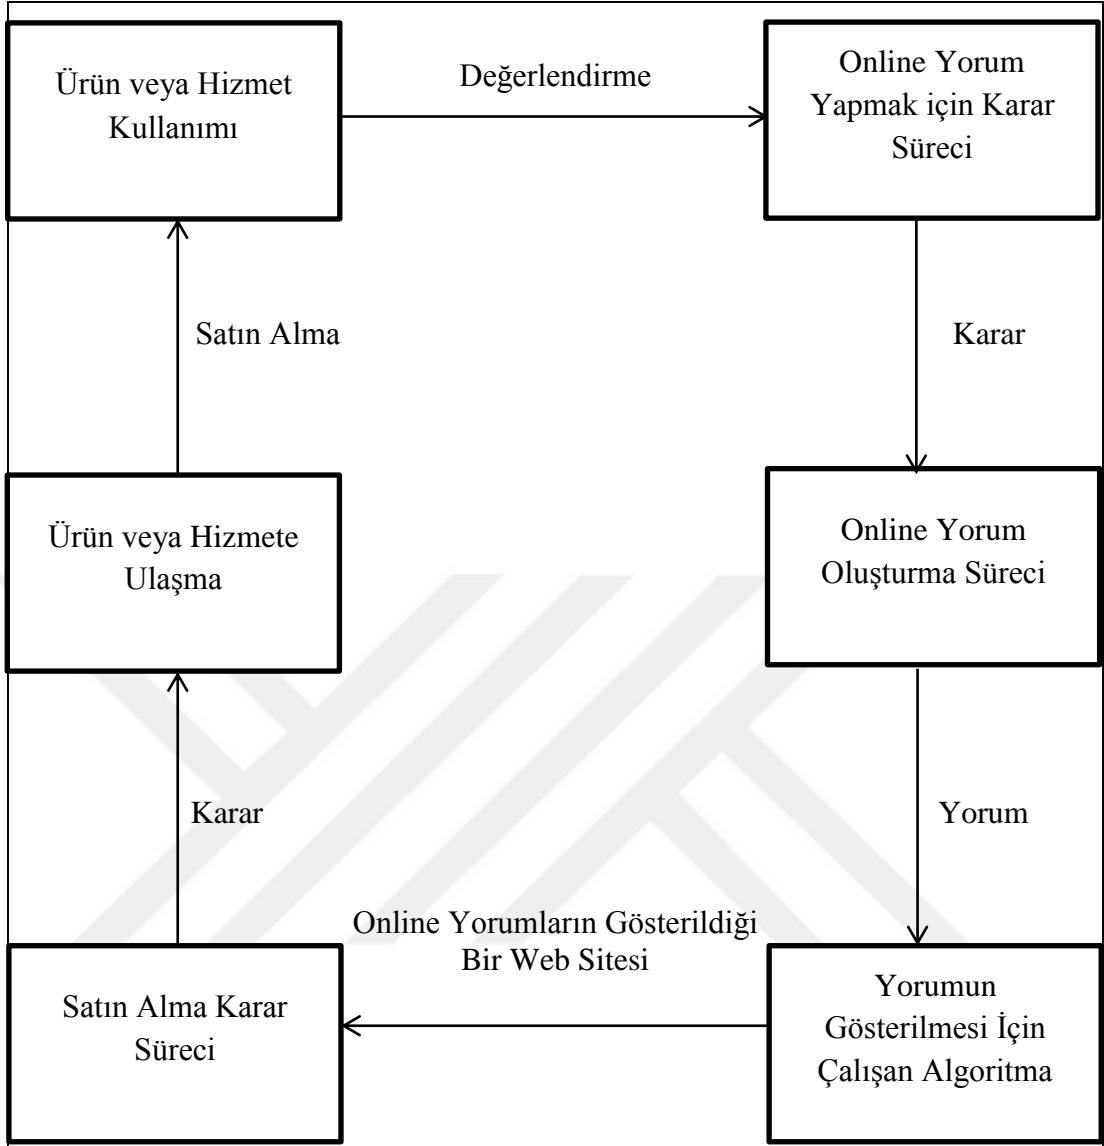 Ürün veya Hizmet
Kullanımı
Değerlendirme
Online Yorum
Yapmak için Karar
Süreci
Satın Alma
Karar
Ürün veya Hizmete
Ulaşma
Online Yorum
Oluşturma Süreci
Karar
Yorum
Online Yorumların Gösterildiği
Bir Web Sitesi
Satın Alma Karar
Süreci
Yorumun
Gösterilmesi İçin
Çalışan Algoritma